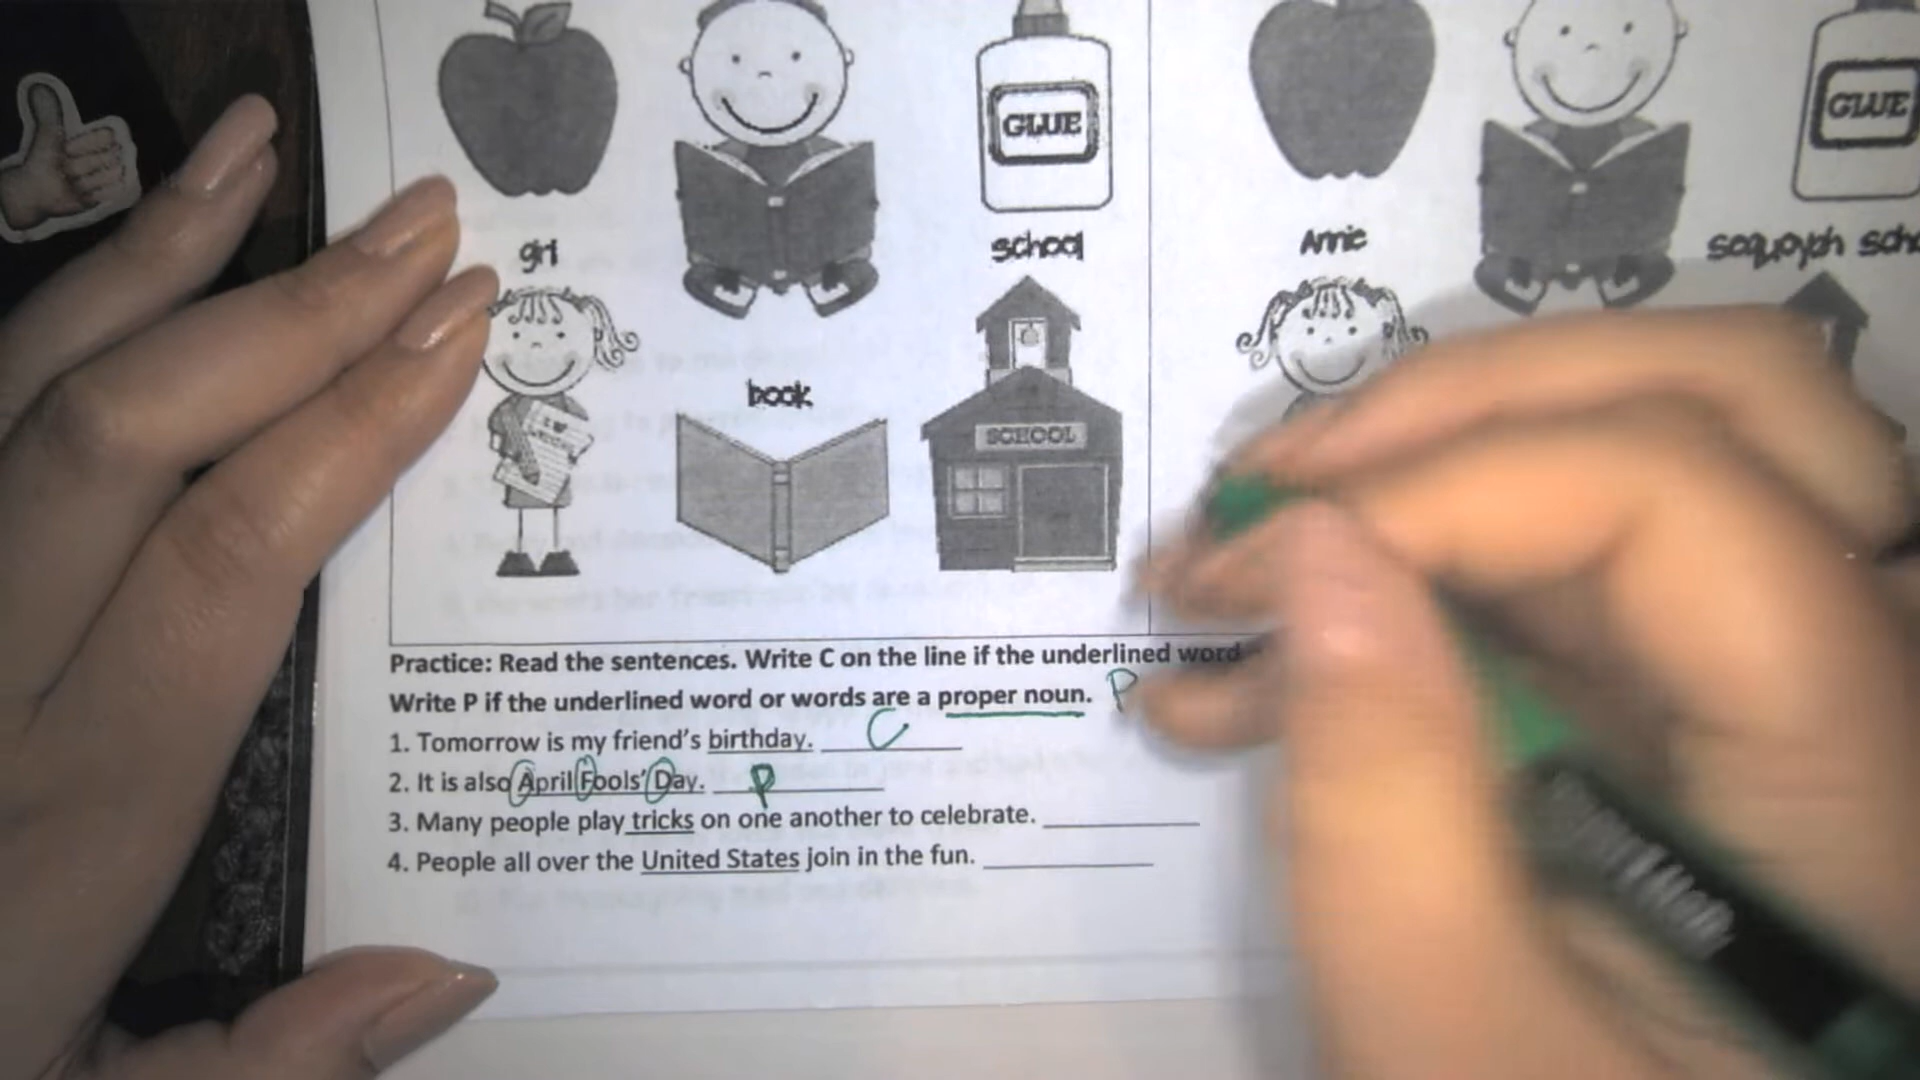 GLUE
GLUE
girl
school
Annie
sequoyah
book
SCHOOL
Practice: Read the sentences. Write C on the line if the underlined word
Write P if the underlined word or words are a proper noun. P
1. Tomorrow is my friend's birthday. C
2. It is also April Fools' Day. P
3. Many people play tricks on one another to celebrate.
4. People all over the United States join in the fun.